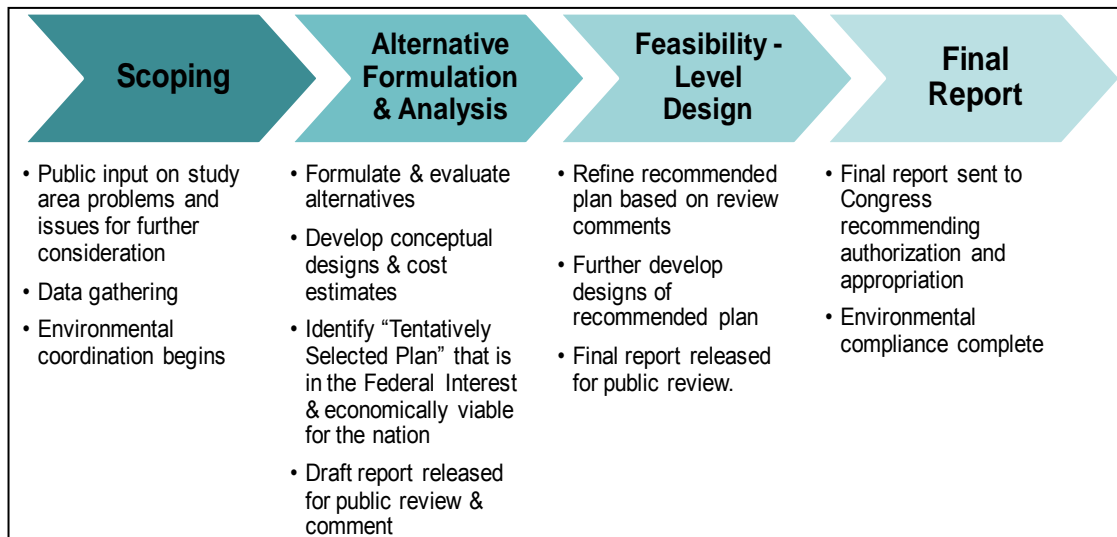 Scoping
• Public input on study
area problems and
issues for further
consideration
• Data gathering
• Environmental
coordination begins
Alternative
Formulation
& Analysis
• Formulate & evaluate
alternatives
• Develop conceptual
designs & cost
estimates
• Identify “Tentatively
Selected Plan” that is
in the Federal Interest
& economically viable
for the nation
• Draft report released
for public review &
comment
Feasibility -
Level
Design
• Refine recommended
plan based on review
comments
• Further develop
designs of
recommended plan
• Final report released
for public review.
Final
Report
• Final report sent to
Congress
recommending
authorization and
appropriation
• Environmental
compliance complete